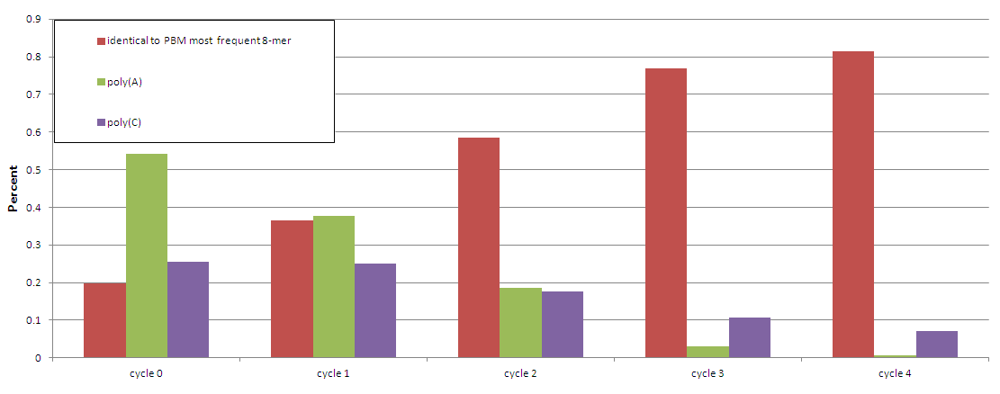 0.9
0.8
0.7
0.6
0.5
0.4
0.3
0.2
0.1
0
Percent
identical to PBM most frequent 8-mer
poly(A)
poly(C)
cycle 0
cycle 1
cycle 2
cycle 3
cycle 4